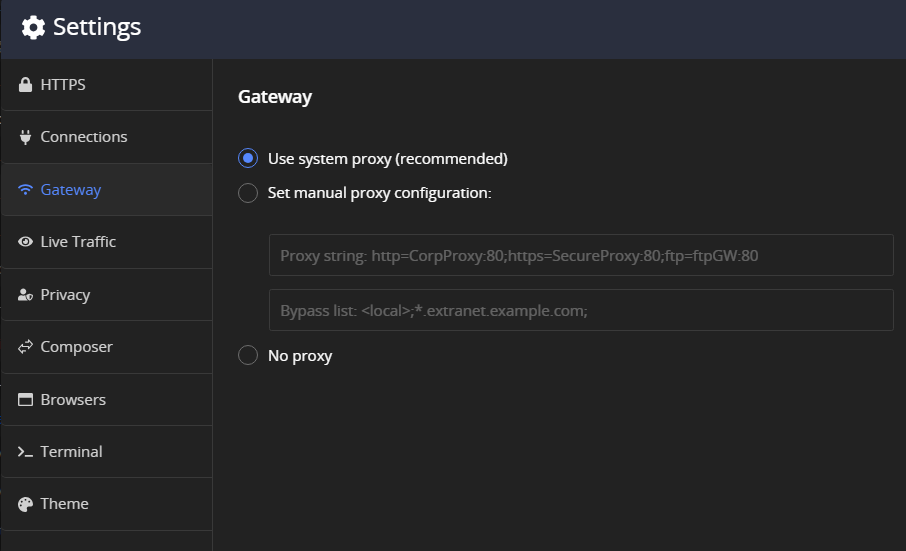 Settings
HTTPS
Connections
Gateway
Live Traffic
Privacy
Composer
Browsers
Terminal
Theme
Gateway
Use system proxy (recommended)
Set manual proxy configuration:
Proxy string: http=CorpProxy:80;https=SecureProxy:80;ftp=ftpGW:80
Bypass list: <local>;*.extranet.example.com;
No proxy